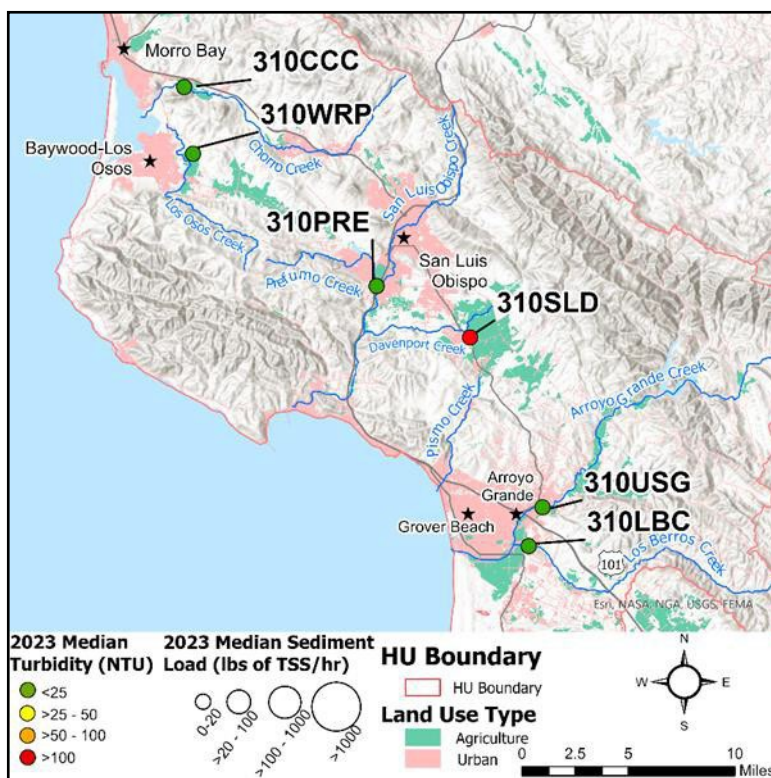 Morro Bay
310CCC
310WRP
Baywood-Los
Osos
Chorro Creek
San Luis
Obispo Creek
Los Osos Creek
310PRE
San Luis
Obispo
Prefumo Creek
310SLD
Davenport Creek
Pismo Creek
Arroyo Grande Creek
Arroyo
Grande
310USG
Grover Beach
310LBC
Los Berros Creek
101
Esri, NASA, NGA, USGS, FEMA
2023 Median
Turbidity (NTU)
<25
>25 - 50
>50 - 100
>100
2023 Median Sediment
Load (lbs of TSS/hr)
0-20
>20 - 100
>100 - 1000
>1000
HU Boundary
HU Boundary
Land Use Type
Agriculture
Urban
N
W E
S
0 2.5 5 10
Miles